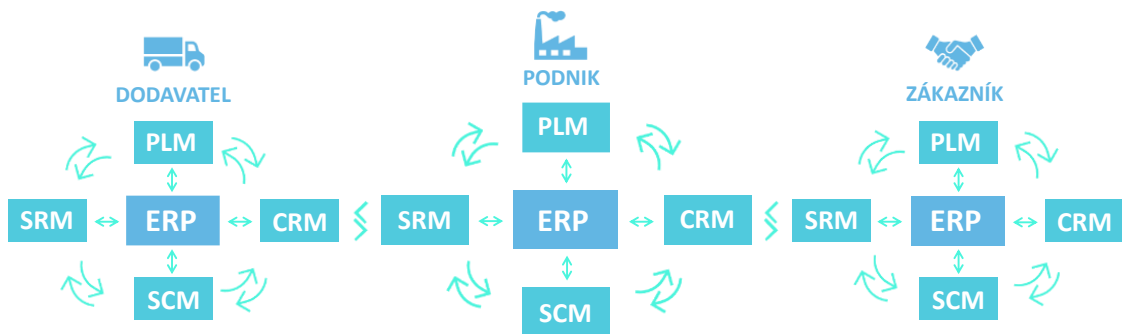 DODAVATEL
PODNIK
ZÁKAZNÍK
PLM
PLM
PLM
SRM
ERP
CRM
SRM
ERP
CRM
SRM
ERP
CRM
SCM
SCM
SCM